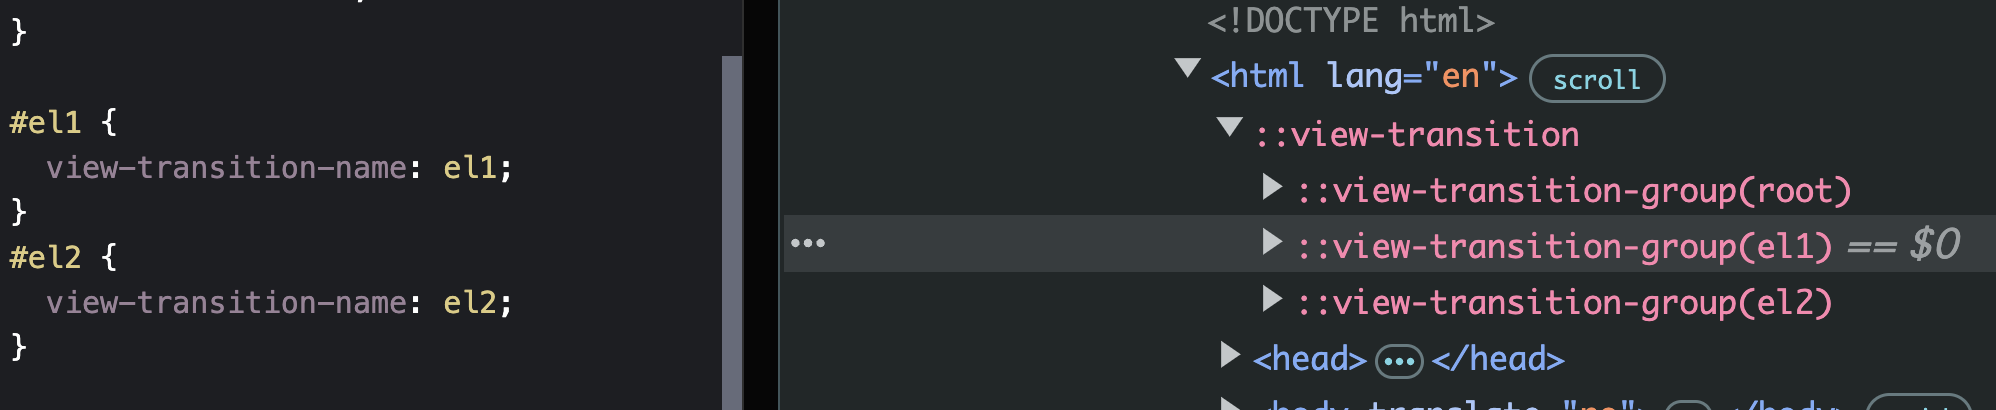 }
#el1 {
view-transition-name: el1;
}
#el2 {
view-transition-name: el2;
}
<!DOCTYPE html>
<html lang="en"> scroll
::view-transition
::view-transition-group(root)
••• ::view-transition-group(el1) == $0
::view-transition-group(el2)
<head> ••• </head>